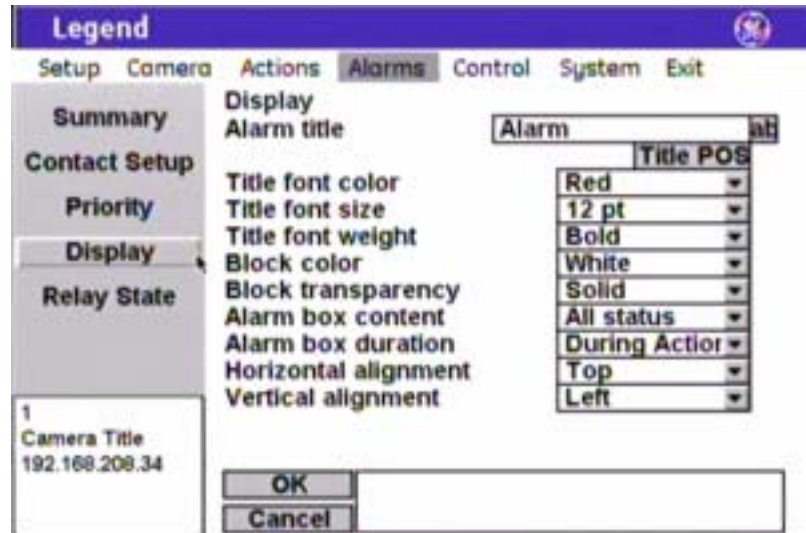 Legend
Setup Camera Actions Alarms Control System Exit
Summary
Contact Setup
Priority
Display
Relay State
1
Camera Title
192.168.208.34
Display
Alarm title Alarm ab
Title POS
Title font color Red
Title font size 12 pt
Title font weight Bold
Block color White
Block transparency Solid
Alarm box content All status
Alarm box duration During Action
Horizontal alignment Top
Vertical alignment Left
OK
Cancel